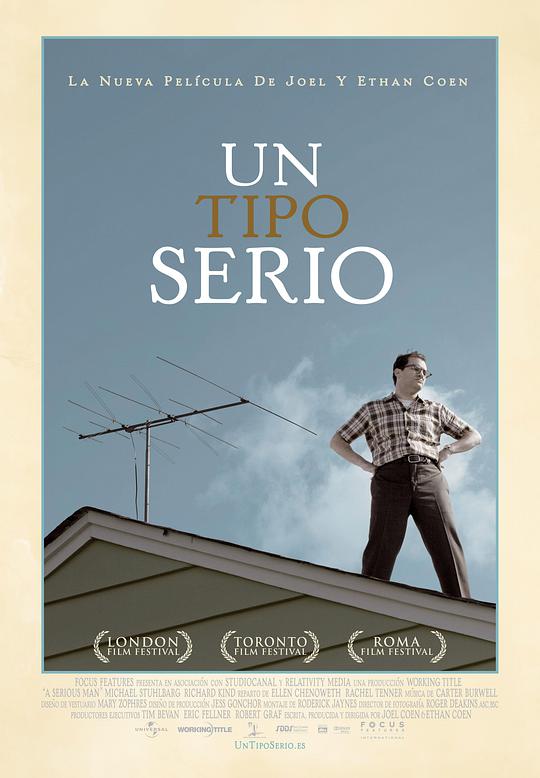 La Nueva Película De Joel Y Ethan Coen
UN
TIPO
SERIO
LONDON
FILM FESTIVAL
TORONTO
FILM FESTIVAL
ROMA
FILM FESTIVAL
FOCUS FEATURES PRESENTA EN ASOCIACIÓN CON STUDIOCANAL Y RELATIVITY MEDIA UNA PRODUCCIÓN WORKING TITLE
"A SERIOUS MAN" MICHAEL STUHLBARG RICHARD KIND REPARTO DE ELLEN CHENOWETH RACHEL TENNER MÚSICA DE CARTER BURWELL
DISEÑO DE VESTUARIO MARY ZOPHRES DISEÑO DE PRODUCCIÓN JESS GONCHOR MONTAJE DE RODERICK JAYNES DIRECTOR DE FOTOGRAFÍA ROGER DEAKINS ASC, BSC
PRODUCTORES EJECUTIVOS TIM BEVAN ERIC FELLNER ROBERT GRAF ESCRITA, PRODUCIDA Y DIRIGIDA POR JOEL COEN & ETHAN COEN
UNIVERSAL WORKING TITLE FOCUS
FEATURES
INTERNATIONAL
UnTipoSerio.es